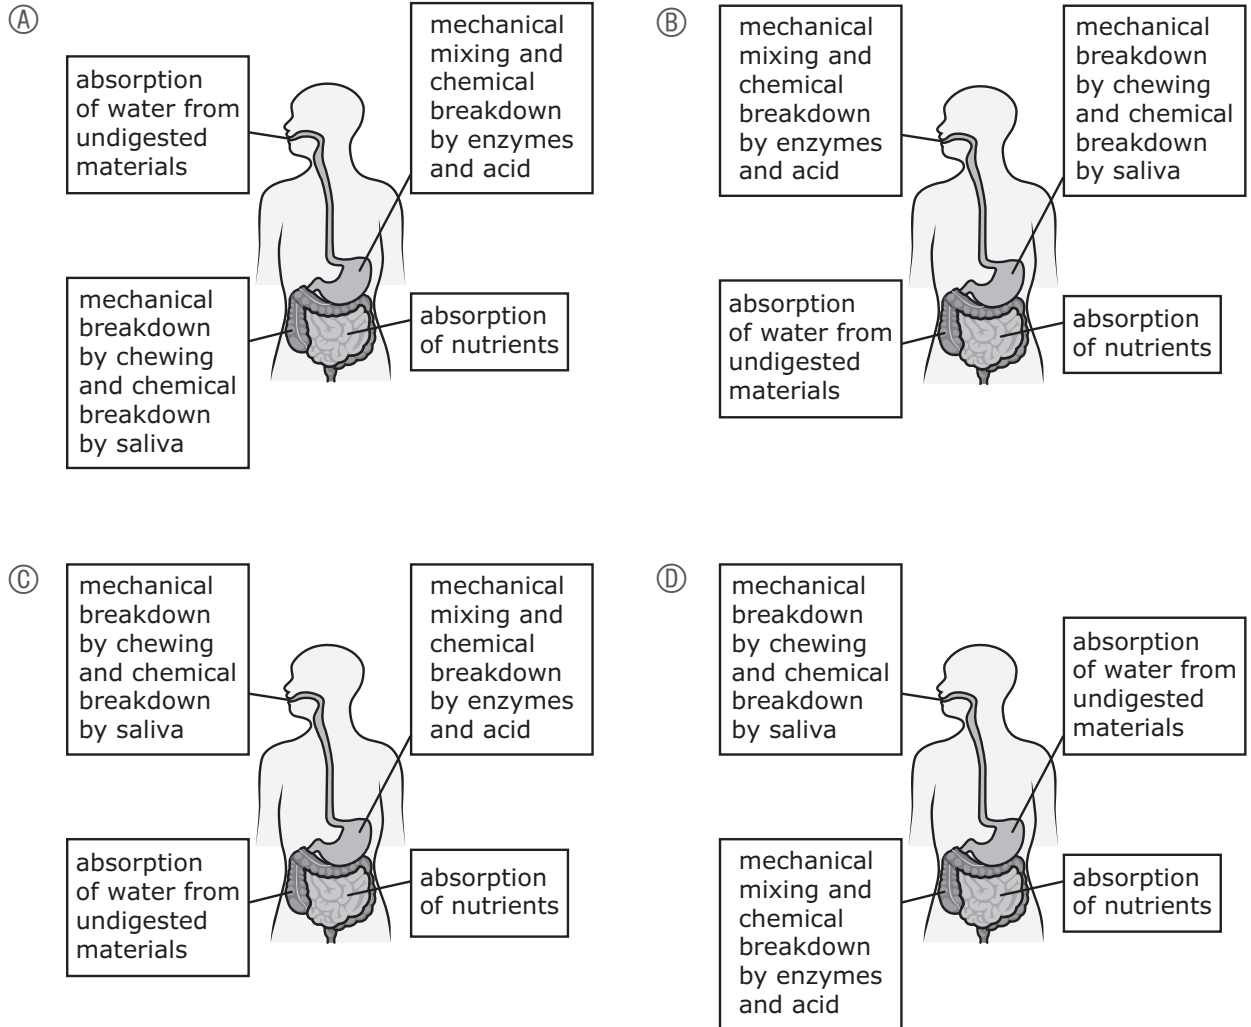 A
absorption
of water from
undigested
materials
mechanical
mixing and
chemical
breakdown
by enzymes
and acid
mechanical
breakdown
by chewing
and chemical
breakdown
by saliva
absorption
of nutrients
B
mechanical
mixing and
chemical
breakdown
by enzymes
and acid
mechanical
breakdown
by chewing
and chemical
breakdown
by saliva
absorption
of water from
undigested
materials
absorption
of nutrients
C
mechanical
breakdown
by chewing
and chemical
breakdown
by saliva
mechanical
mixing and
chemical
breakdown
by enzymes
and acid
absorption
of water from
undigested
materials
absorption
of nutrients
D
mechanical
breakdown
by chewing
and chemical
breakdown
by saliva
absorption
of water from
undigested
materials
mechanical
mixing and
chemical
breakdown
by enzymes
and acid
absorption
of nutrients